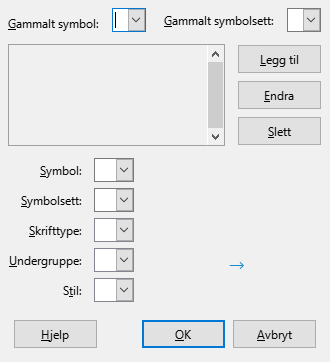 Gammalt symbol: Gammalt symbolsett:
Legg til
Endra
Slett
Symbol:
Symbolsett:
Skrifttype:
Undergruppe:
Stil:
Hjelp OK Avbryt